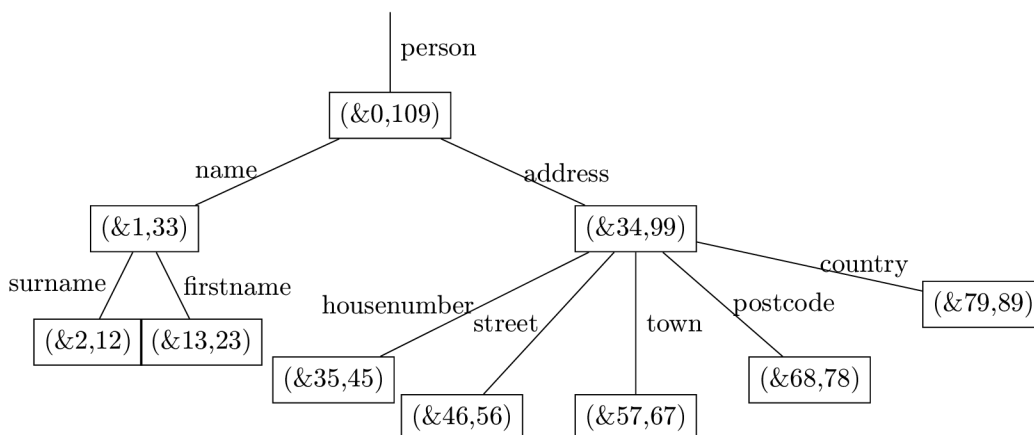 person
(&0,109)
name
address
(&1,33)
(&34,99)
surname
firstname
housenumber
street
town
postcode
country
(&2,12)
(&13,23)
(&35,45)
(&46,56)
(&57,67)
(&68,78)
(&79,89)